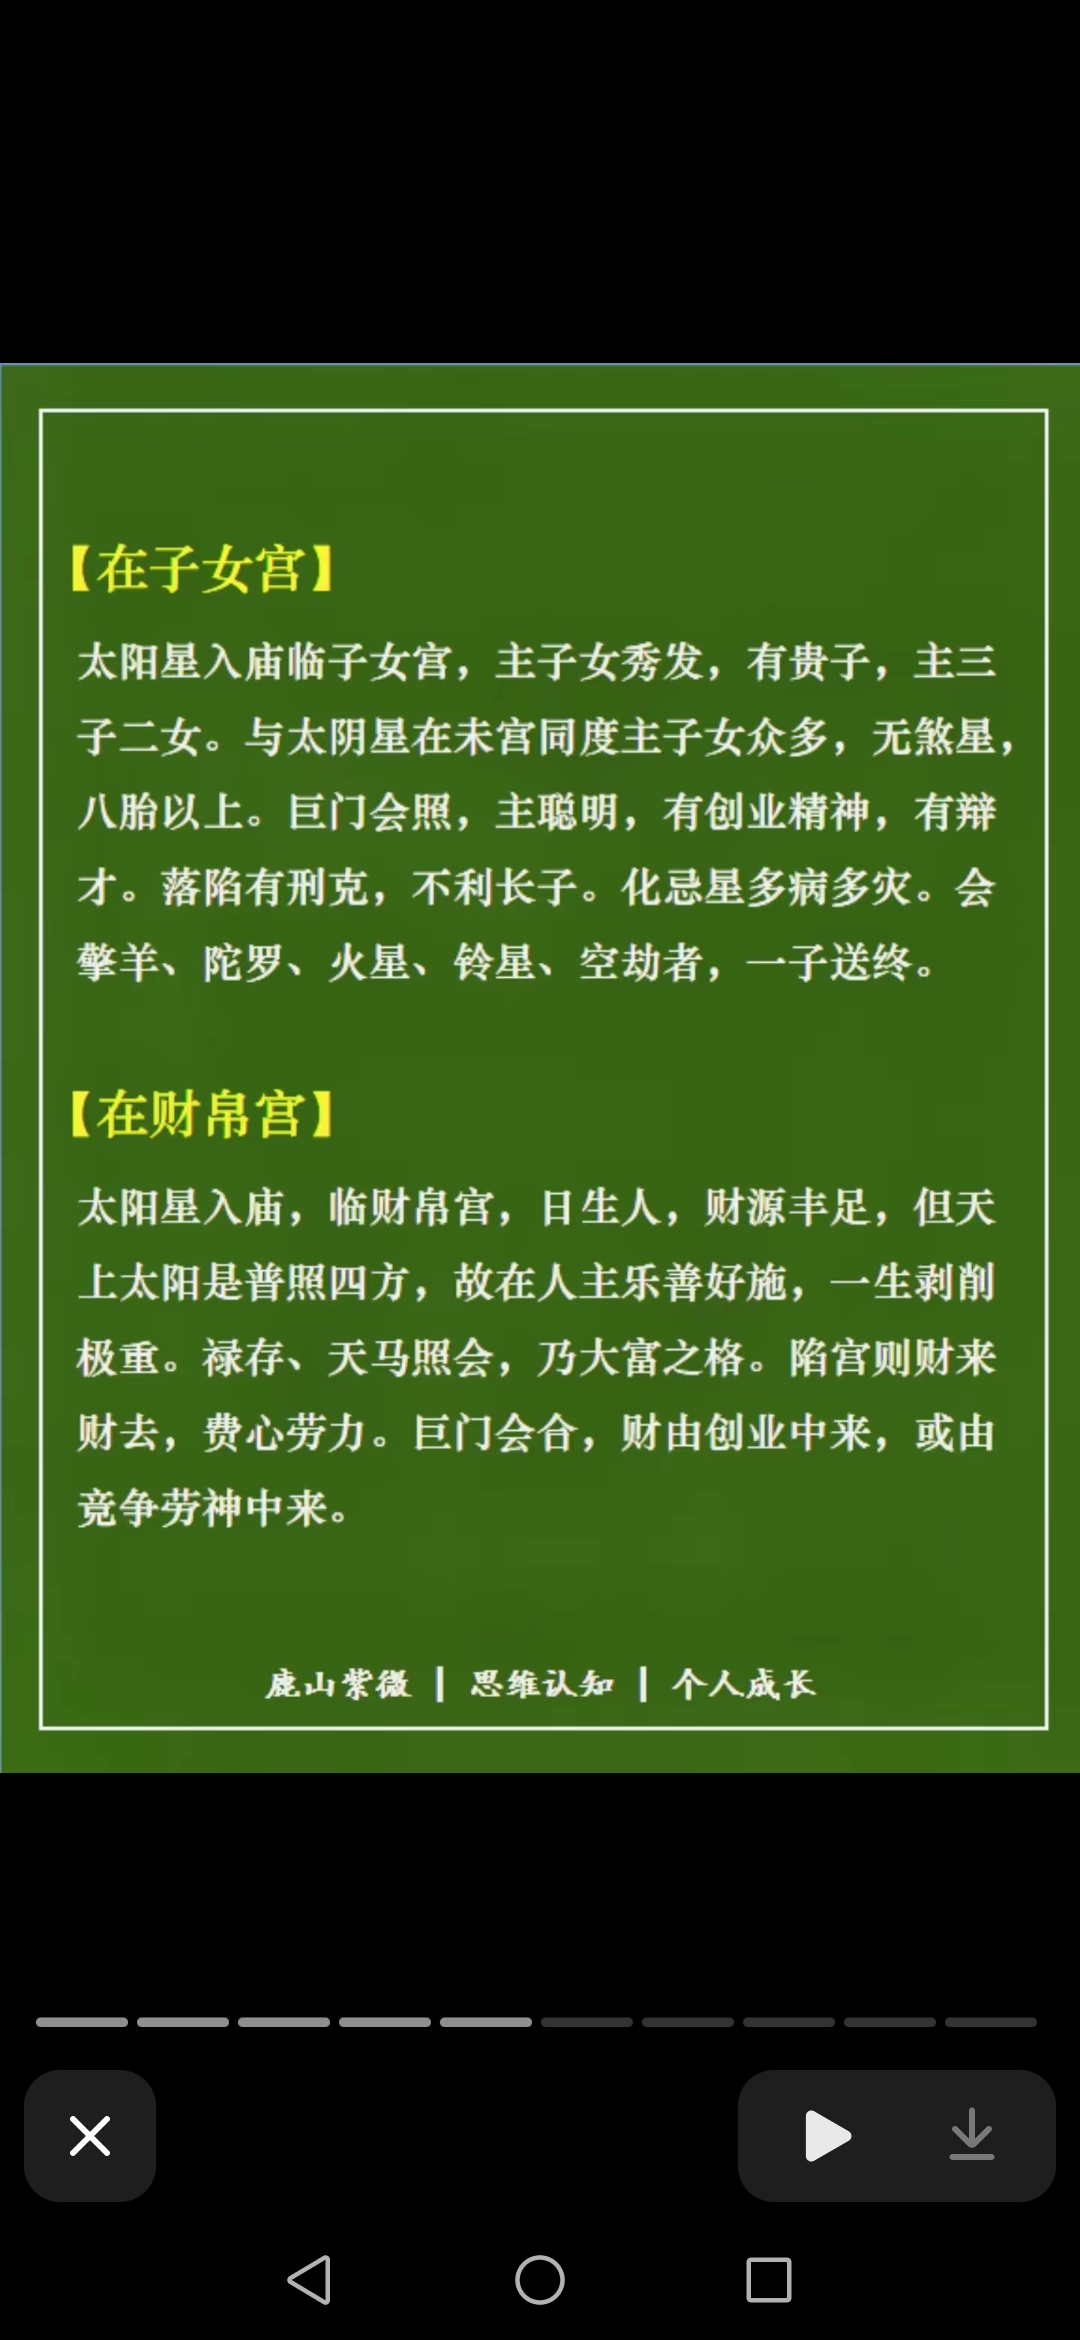 【在子女宫】
太阳星入庙临子女宫，主子女秀发，有贵子，主三
子二女。与太阴星在未宫同度主子女众多，无煞星，
八胎以上。巨门会照，主聪明，有创业精神，有辩
才。落陷有刑克，不利长子。化忌星多病多灾。会
擎羊、陀罗、火星、铃星、空劫者，一子送终。
【在财帛宫】
太阳星入庙，临财帛宫，日生人，财源丰足，但天
上太阳是普照四方，故在人主乐善好施，一生剥削
极重。禄存、天马照会，乃大富之格。陷宫则财来
财去，费心劳力。巨门会合，财由创业中来，或由
竞争劳神中来。
鹿山紫微 | 思维认知 | 个人成长